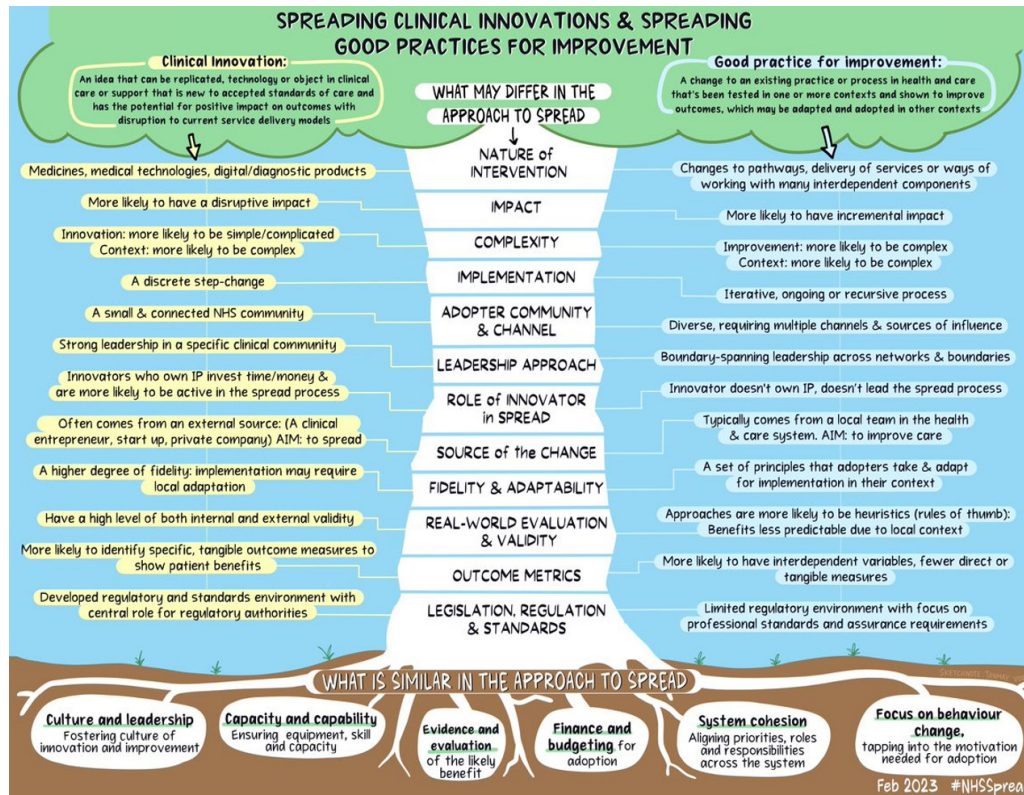 SPREADING CLINICAL INNOVATIONS & SPREADING
GOOD PRACTICES FOR IMPROVEMENT
Clinical Innovation:
An idea that can be replicated, technology or object in clinical
care or support that is new to accepted standards of care and
has the potential for positive impact on outcomes with
disruption to current service delivery models
Good practice for improvement:
A change to an existing practice or process in health and care
that's been tested in one or more contexts and shown to improve
outcomes, which may be adapted and adopted in other contexts
WHAT MAY DIFFER IN THE
APPROACH TO SPREAD
Medicines, medical technologies, digital/diagnostic products
NATURE of
INTERVENTION
Changes to pathways, delivery of services or ways of
working with many interdependent components
More likely to have a disruptive impact
IMPACT
More likely to have incremental impact
Innovation: more likely to be simple/complicated
Context: more likely to be complex
COMPLEXITY
Improvement: more likely to be complex
Context: more likely to be complex
A discrete step-change
IMPLEMENTATION
Iterative, ongoing or recursive process
A small & connected NHS community
ADOPTER COMMUNITY
& CHANNEL
Diverse, requiring multiple channels & sources of influence
Strong leadership in a specific clinical community
LEADERSHIP APPROACH
Boundary-spanning leadership across networks & boundaries
Innovators who own IP invest time/money &
are more likely to be active in the spread process
ROLE of INNOVATOR
in SPREAD
Innovator doesn't own IP, doesn't lead the spread process
Often comes from an external source: (A clinical
entrepreneur, start up, private company) AIM: to spread
SOURCE of the CHANGE
Typically comes from a local team in the health
& care system. AIM: to improve care
A higher degree of fidelity: implementation may require
local adaptation
FIDELITY & ADAPTABILITY
A set of principles that adopters take & adapt
for implementation in their context
Have a high level of both internal and external validity
REAL-WORLD EVALUATION
& VALIDITY
Approaches are more likely to be heuristics (rules of thumb):
Benefits less predictable due to local context
More likely to identify specific, tangible outcome measures to
show patient benefits
OUTCOME METRICS
More likely to have interdependent variables, fewer direct or
tangible measures
Developed regulatory and standards environment with
central role for regulatory authorities
LEGISLATION, REGULATION
& STANDARDS
Limited regulatory environment with focus on
professional standards and assurance requirements
WHAT IS SIMILAR IN THE APPROACH TO SPREAD
Culture and leadership
Fostering culture of
innovation and improvement
Capacity and capability
Ensuring equipment, skill
and capacity
Evidence and
evaluation
of the likely
benefit
Finance and
budgeting for
adoption
System cohesion
Aligning priorities, roles
and responsibilities
across the system
Focus on behaviour
change,
tapping into the motivation
needed for adoption
Feb 2023 #NHSSprea